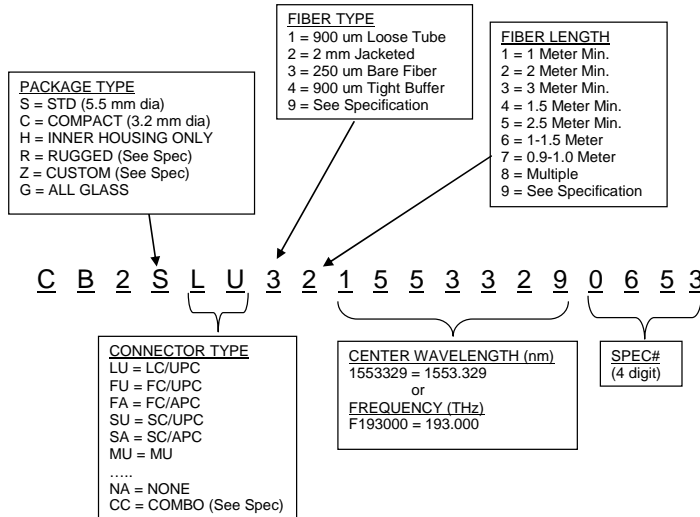 FIBER TYPE
1 = 900 um Loose Tube
2 = 2 mm Jacketed
3 = 250 um Bare Fiber
4 = 900 um Tight Buffer
9 = See Specification
FIBER LENGTH
1 = 1 Meter Min.
2 = 2 Meter Min.
3 = 3 Meter Min.
4 = 1.5 Meter Min.
5 = 2.5 Meter Min.
6 = 1-1.5 Meter
7 = 0.9-1.0 Meter
8 = Multiple
9 = See Specification
PACKAGE TYPE
S = STD (5.5 mm dia)
C = COMPACT (3.2 mm dia)
H = INNER HOUSING ONLY
R = RUGGED (See Spec)
Z = CUSTOM (See Spec)
G = ALL GLASS
C B 2 S L U 3 2 1 5 5 3 3 2 9 0 6 5 3
CONNECTOR TYPE
LU = LC/UPC
FU = FC/UPC
FA = FC/APC
SU = SC/UPC
SA = SC/APC
MU = MU
…..
NA = NONE
CC = COMBO (See Spec)
CENTER WAVELENGTH (nm)
1553329 = 1553.329
or
FREQUENCY (THz)
F193000 = 193.000
SPEC#
(4 digit)